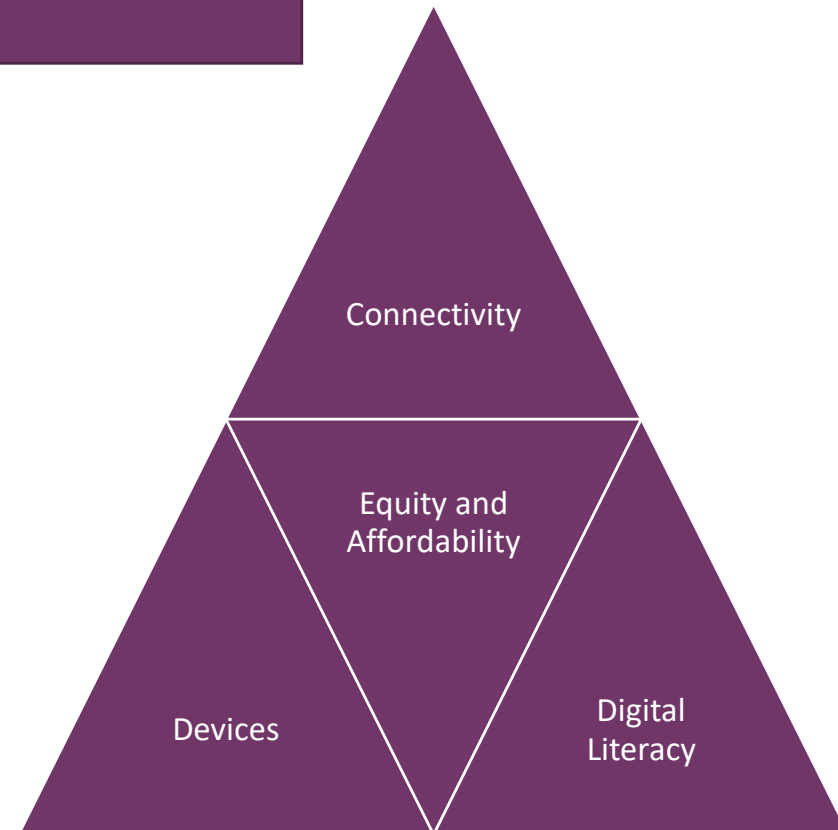 Connectivity
Equity and
Affordability
Devices
Digital
Literacy